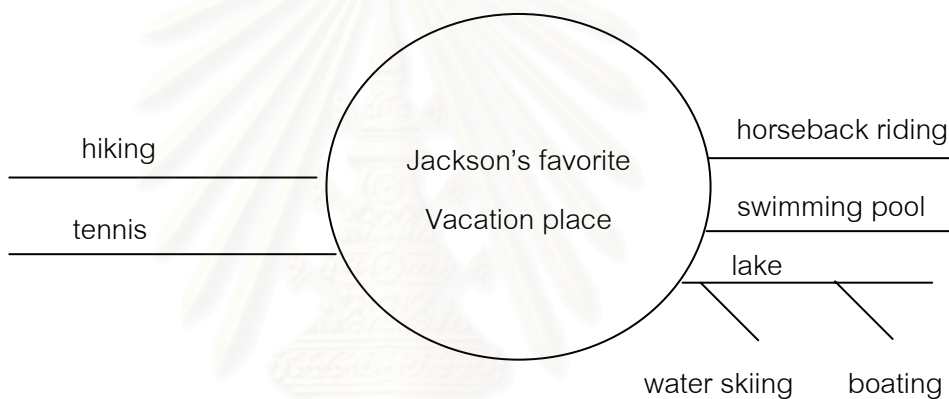 hiking
tennis
Jackson's favorite
Vacation place
horseback riding
swimming pool
lake
water skiing
boating